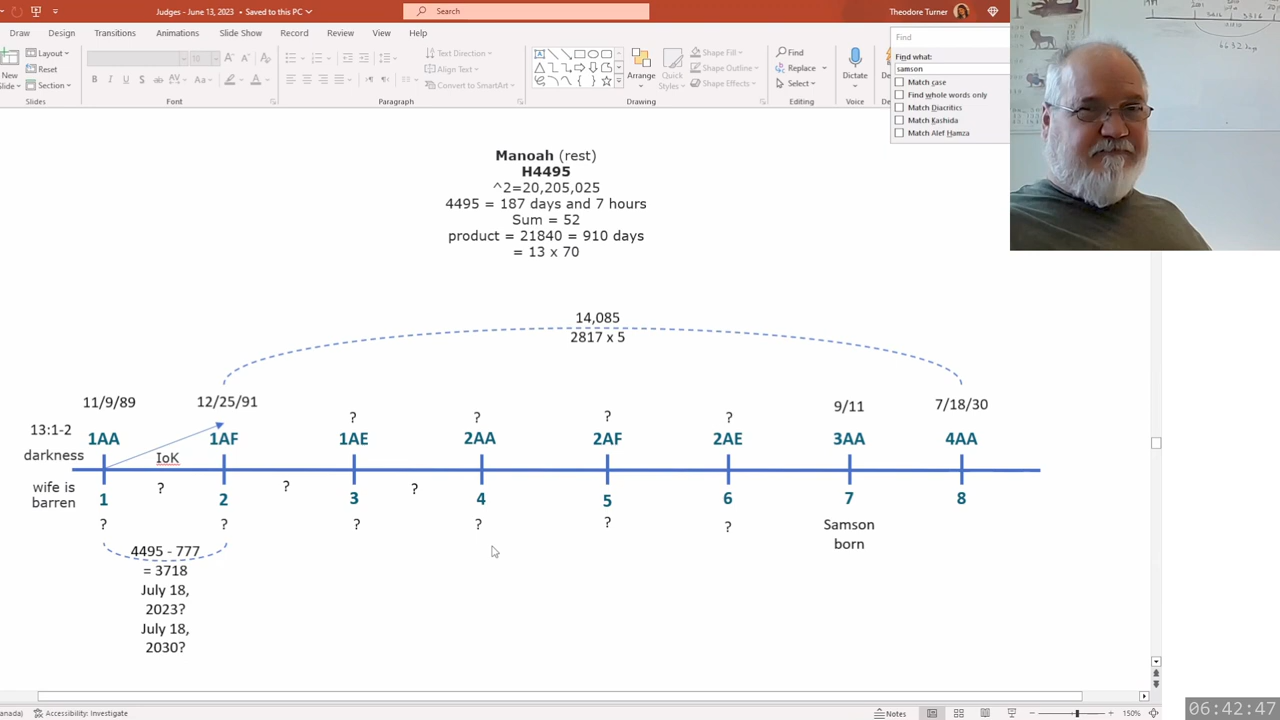 Judges - June 13, 2023 • Saved to this PC
Search
Theodore Turner
Draw Design Transitions Animations Slide Show Record Review View Help
New
Slide
Layout
Reset
Section
Slides
Font
Text Direction
Align Text
Convert to SmartArt
Paragraph
Arrange
Quick
Styles
Shape Fill
Shape Outline
Shape Effects
Drawing
Find
Replace
Select
Editing
Dictate
Voice
Find
Find what:
samson
Match case
Find whole words only
Match Diacritics
Match Kashida
Match Alef Hamza
Manoah (rest)
H4495
^2=20,205,025
4495 = 187 days and 7 hours
Sum = 52
product = 21840 = 910 days
= 13 x 70
14,085
2817 x 5
11/9/89 12/25/91 ? ? ? ? 9/11 7/18/30
13:1-2
darkness
1AA 1AF 1AE 2AA 2AF 2AE 3AA 4AA
IoK
wife is
barren
? ? ?
1 2 3 4 5 6 7 8
? ? ? ? ? ? Samson
born
4495 - 777
= 3718
July 18,
2023?
July 18,
2030?
Accessibility: Investigate
Notes
150%
06:42:47